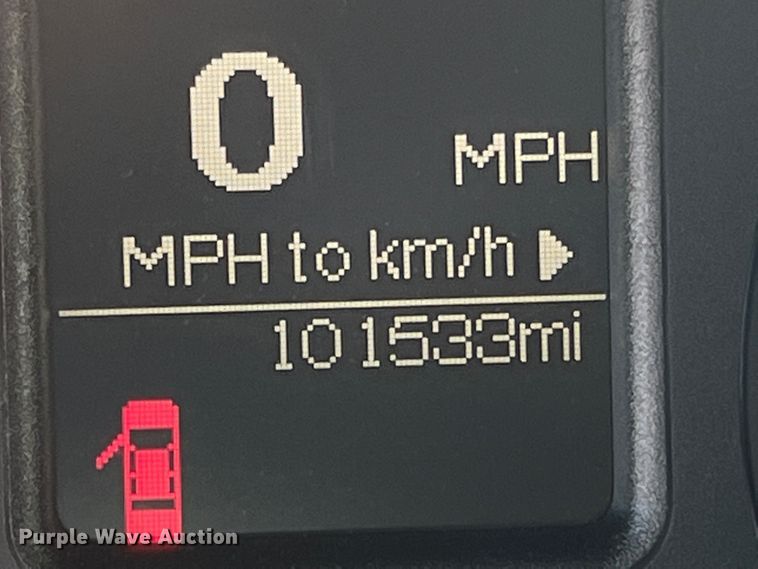 0
MPH
MPH to km/h
101533mi
Purple Wave Auction